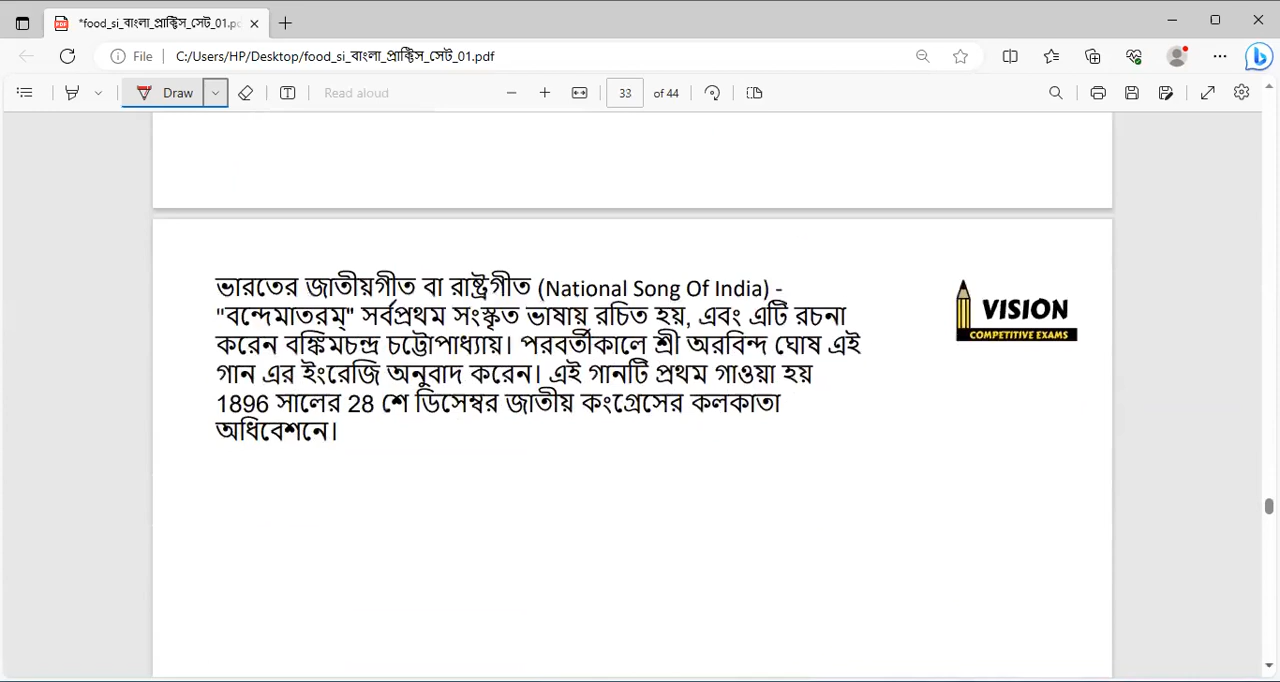 *food_si_বাংলা_প্রাক্টিস_সেট_01.pc
File
C:/Users/HP/Desktop/food_si_বাংলা_প্রাক্টিস_সেট_01.pdf
Draw
Read aloud
33 of 44
ভারতের জাতীয়গীত বা রাষ্ট্রগীত (National Song Of India) -
"বন্দেমাতরম্" সর্বপ্রথম সংস্কৃত ভাষায় রচিত হয়, এবং এটি রচনা
করেন বঙ্কিমচন্দ্র চট্টোপাধ্যায়। পরবর্তীকালে শ্রী অরবিন্দ ঘোষ এই
গান এর ইংরেজি অনুবাদ করেন। এই গানটি প্রথম গাওয়া হয়
1896 সালের 28 শে ডিসেম্বর জাতীয় কংগ্রেসের কলকাতা
অধিবেশনে।
VISION
COMPETITIVE EXAMS